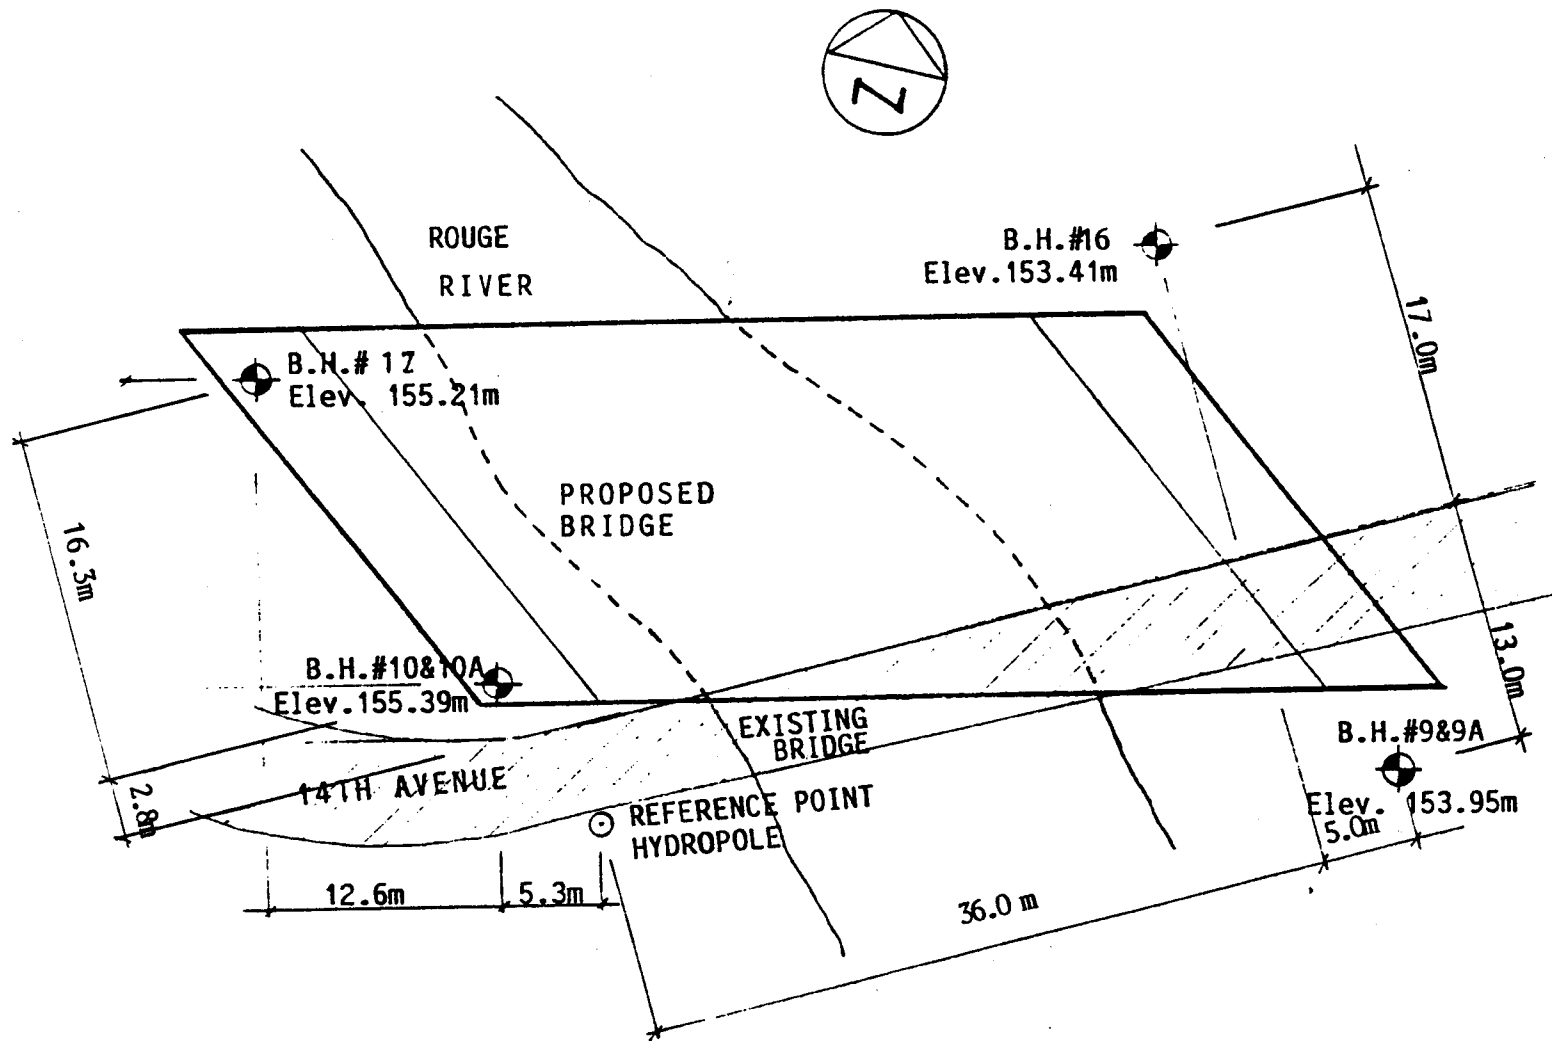 N
ROUGE
RIVER
B.H.#16
Elev.153.41m
17.0m
B.H.# 17
Elev. 155.21m
PROPOSED
BRIDGE
16.3m
B.H.#10&10A
Elev.155.39m
13.0m
EXISTING
BRIDGE
B.H.#9&9A
Elev. 153.95m
14TH AVENUE
2.8m
REFERENCE POINT
HYDROPOLE
5.0m
12.6m
5.3m
36.0 m